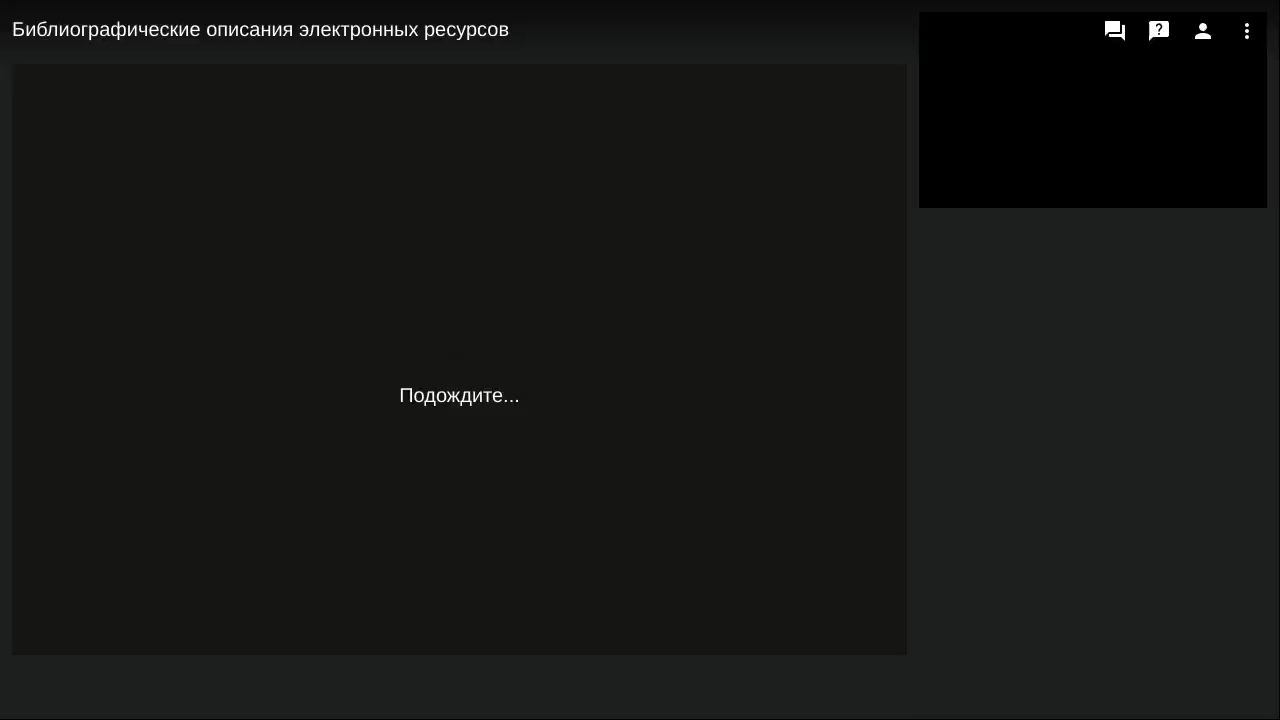 Библиографические описания электронных ресурсов
Подождите...